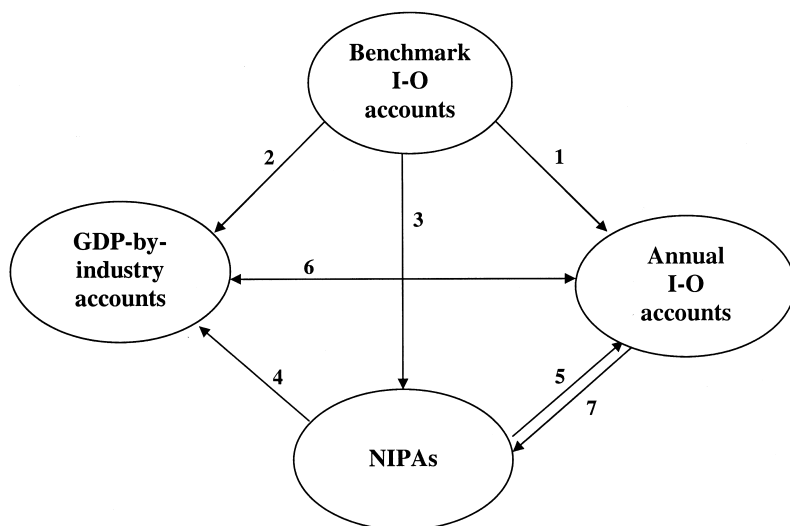 Benchmark
I-O
accounts
2
1
3
GDP-by-
industry
accounts
6
Annual
I-O
accounts
4
5
7
NIPAs